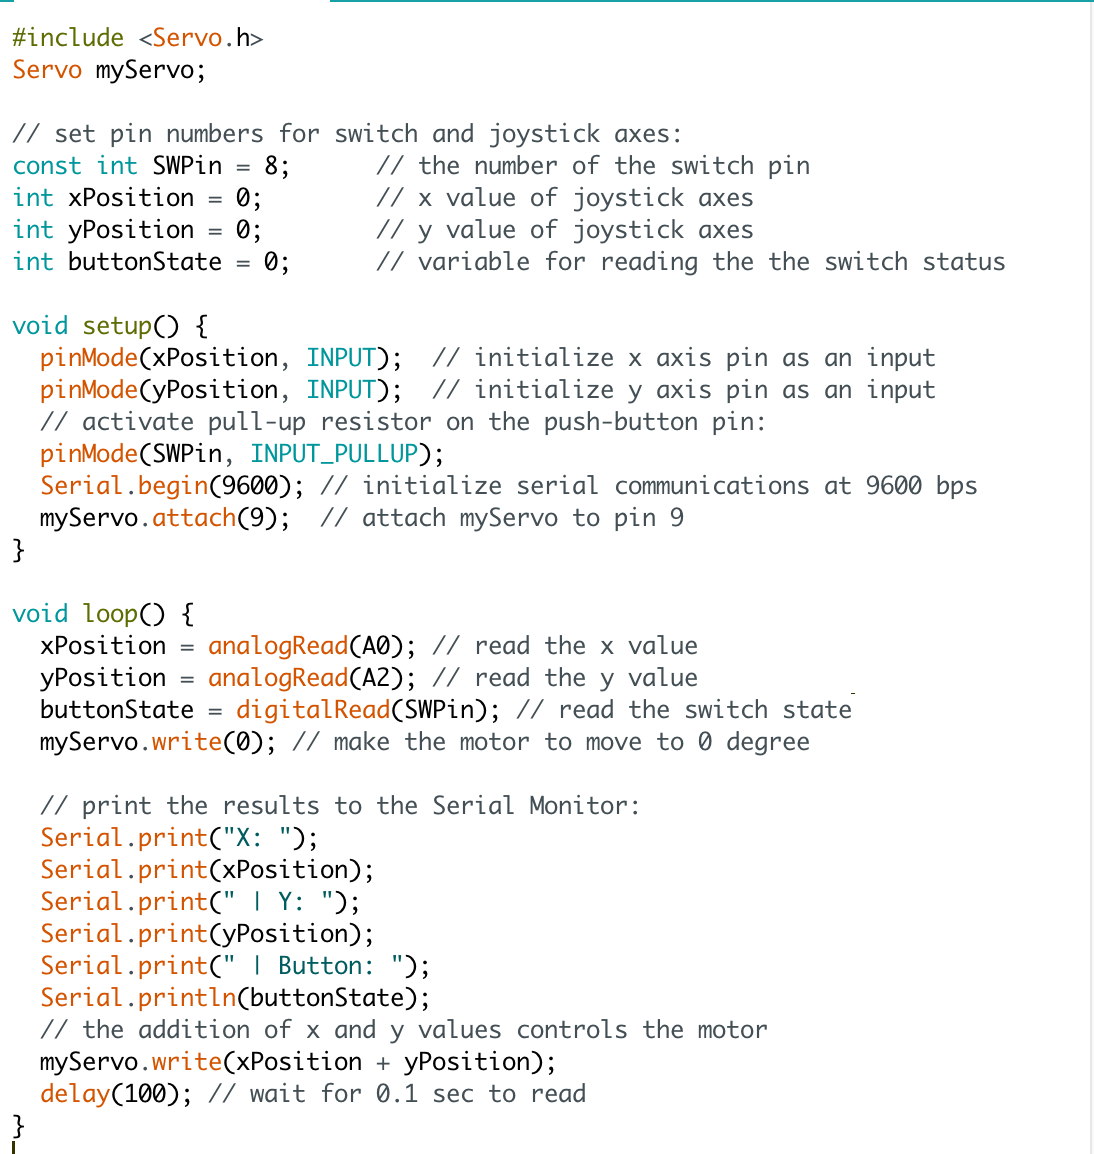 #include <Servo.h>
Servo myServo;

// set pin numbers for switch and joystick axes:
const int SWPin = 8;      // the number of the switch pin
int xPosition = 0;        // x value of joystick axes
int yPosition = 0;        // y value of joystick axes
int buttonState = 0;      // variable for reading the the switch status

void setup() {
  pinMode(xPosition, INPUT);  // initialize x axis pin as an input
  pinMode(yPosition, INPUT);  // initialize y axis pin as an input
  // activate pull-up resistor on the push-button pin:
  pinMode(SWPin, INPUT_PULLUP);
  Serial.begin(9600); // initialize serial communications at 9600 bps
  myServo.attach(9);  // attach myServo to pin 9
}

void loop() {
  xPosition = analogRead(A0); // read the x value
  yPosition = analogRead(A2); // read the y value
  buttonState = digitalRead(SWPin); // read the switch state
  myServo.write(0); // make the motor to move to 0 degree

  // print the results to the Serial Monitor:
  Serial.print("X: ");
  Serial.print(xPosition);
  Serial.print(" | Y: ");
  Serial.print(yPosition);
  Serial.print(" | Button: ");
  Serial.println(buttonState);
  // the addition of x and y values controls the motor
  myServo.write(xPosition + yPosition);
  delay(100); // wait for 0.1 sec to read
}